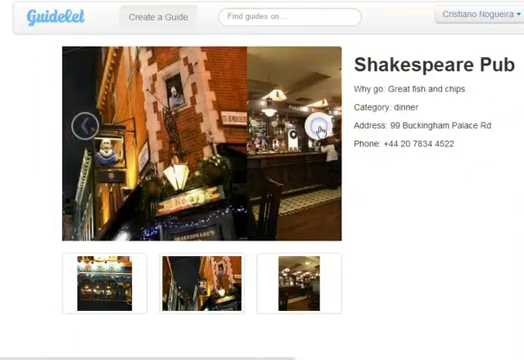 Guidelet
Create a Guide
Find guides on...
Cristiano Nogueira
Shakespeare Pub
Why go: Great fish and chips
Category: dinner
Address: 99 Buckingham Palace Rd
Phone: +44 20 7834 4522
SHAKESPEARE'S